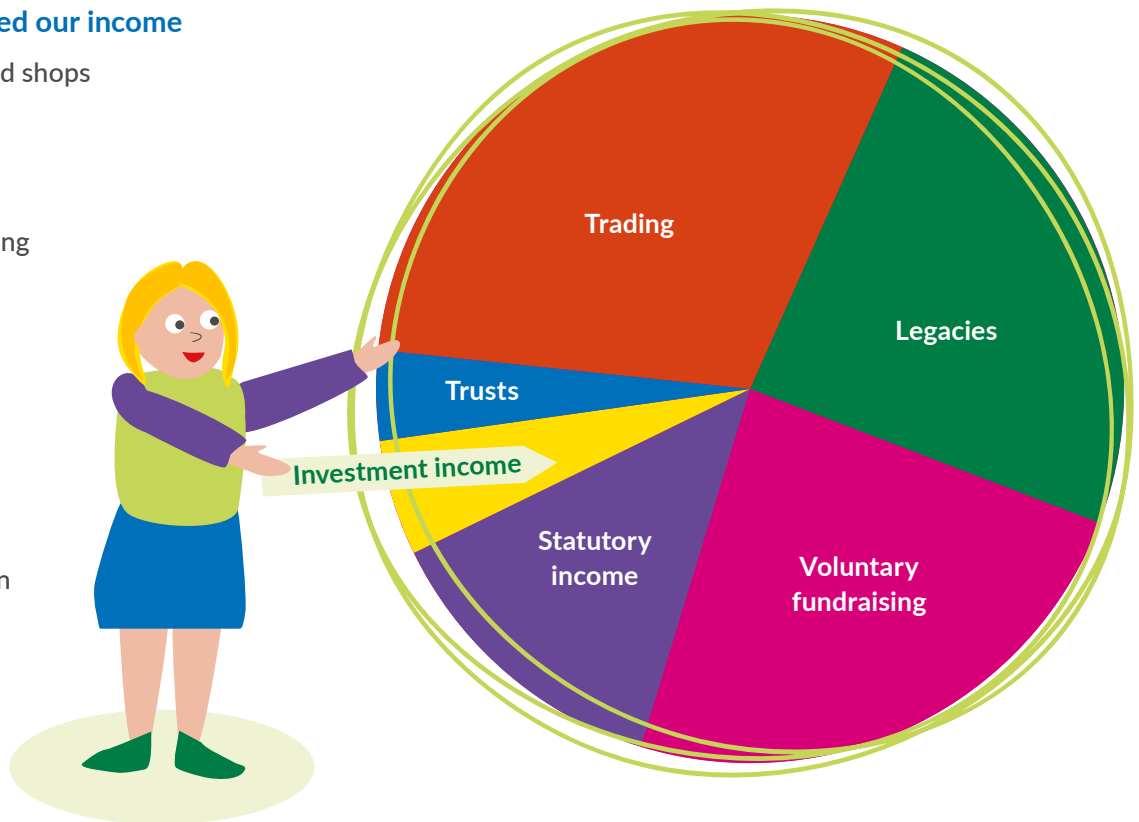 ed our income
d shops
ng
n
Trading
Legacies
Trusts
Investment income
Statutory
income
Voluntary
fundraising